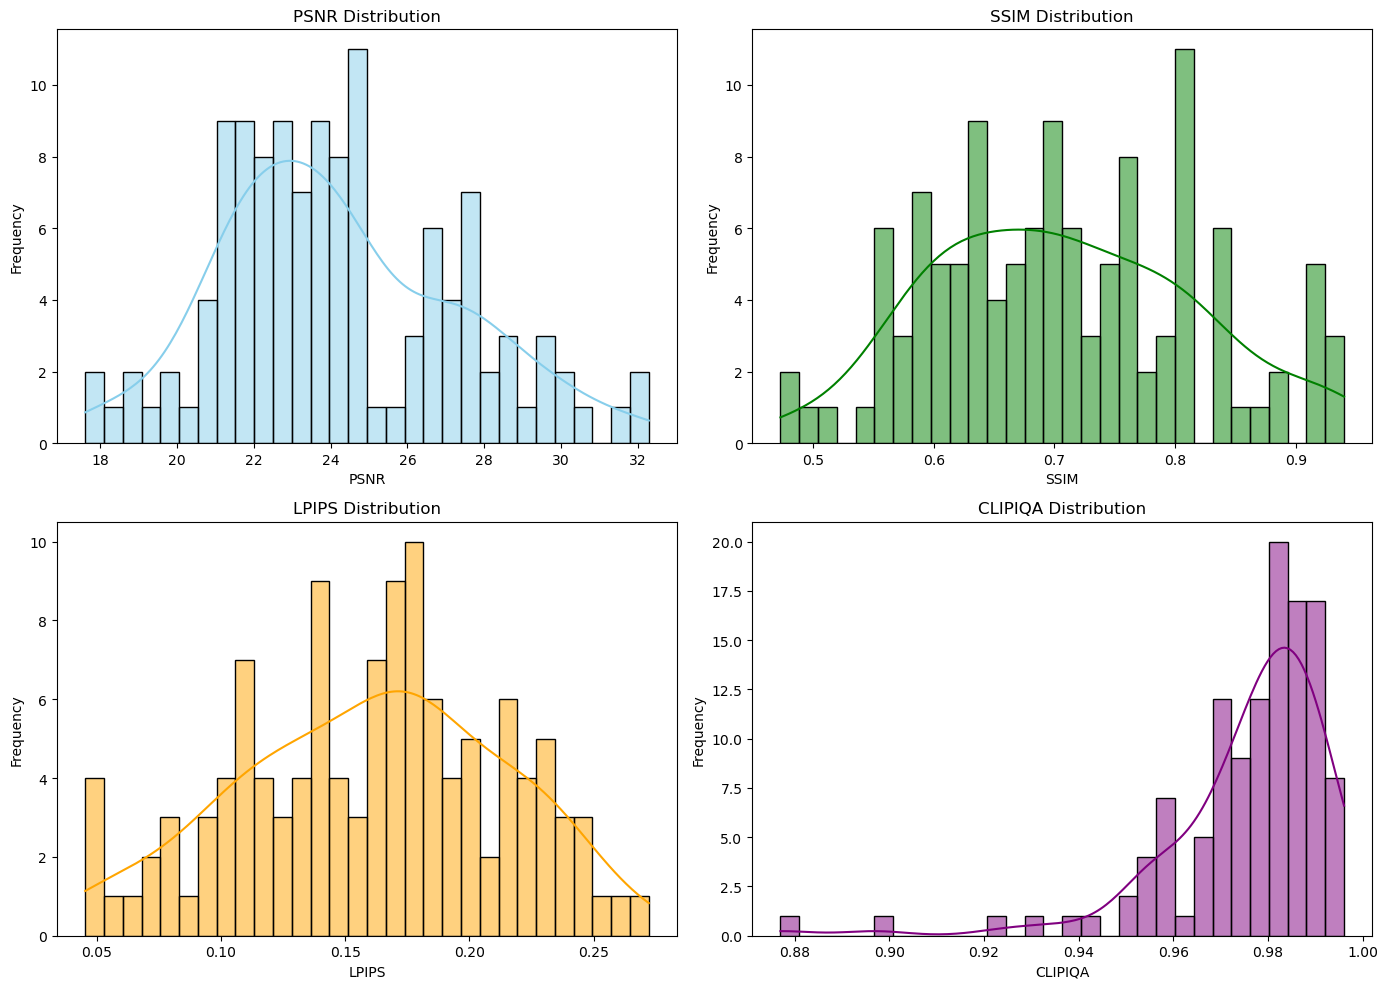 PSNR Distribution
Frequency
10
8
6
4
2
0
18 20 22 24 26 28 30 32
PSNR
SSIM Distribution
Frequency
10
8
6
4
2
0
0.5 0.6 0.7 0.8 0.9
SSIM
LPIPS Distribution
Frequency
10
8
6
4
2
0
0.05 0.10 0.15 0.20 0.25
LPIPS
CLIPIQA Distribution
Frequency
20.0
17.5
15.0
12.5
10.0
7.5
5.0
2.5
0.0
0.88 0.90 0.92 0.94 0.96 0.98 1.00
CLIPIQA